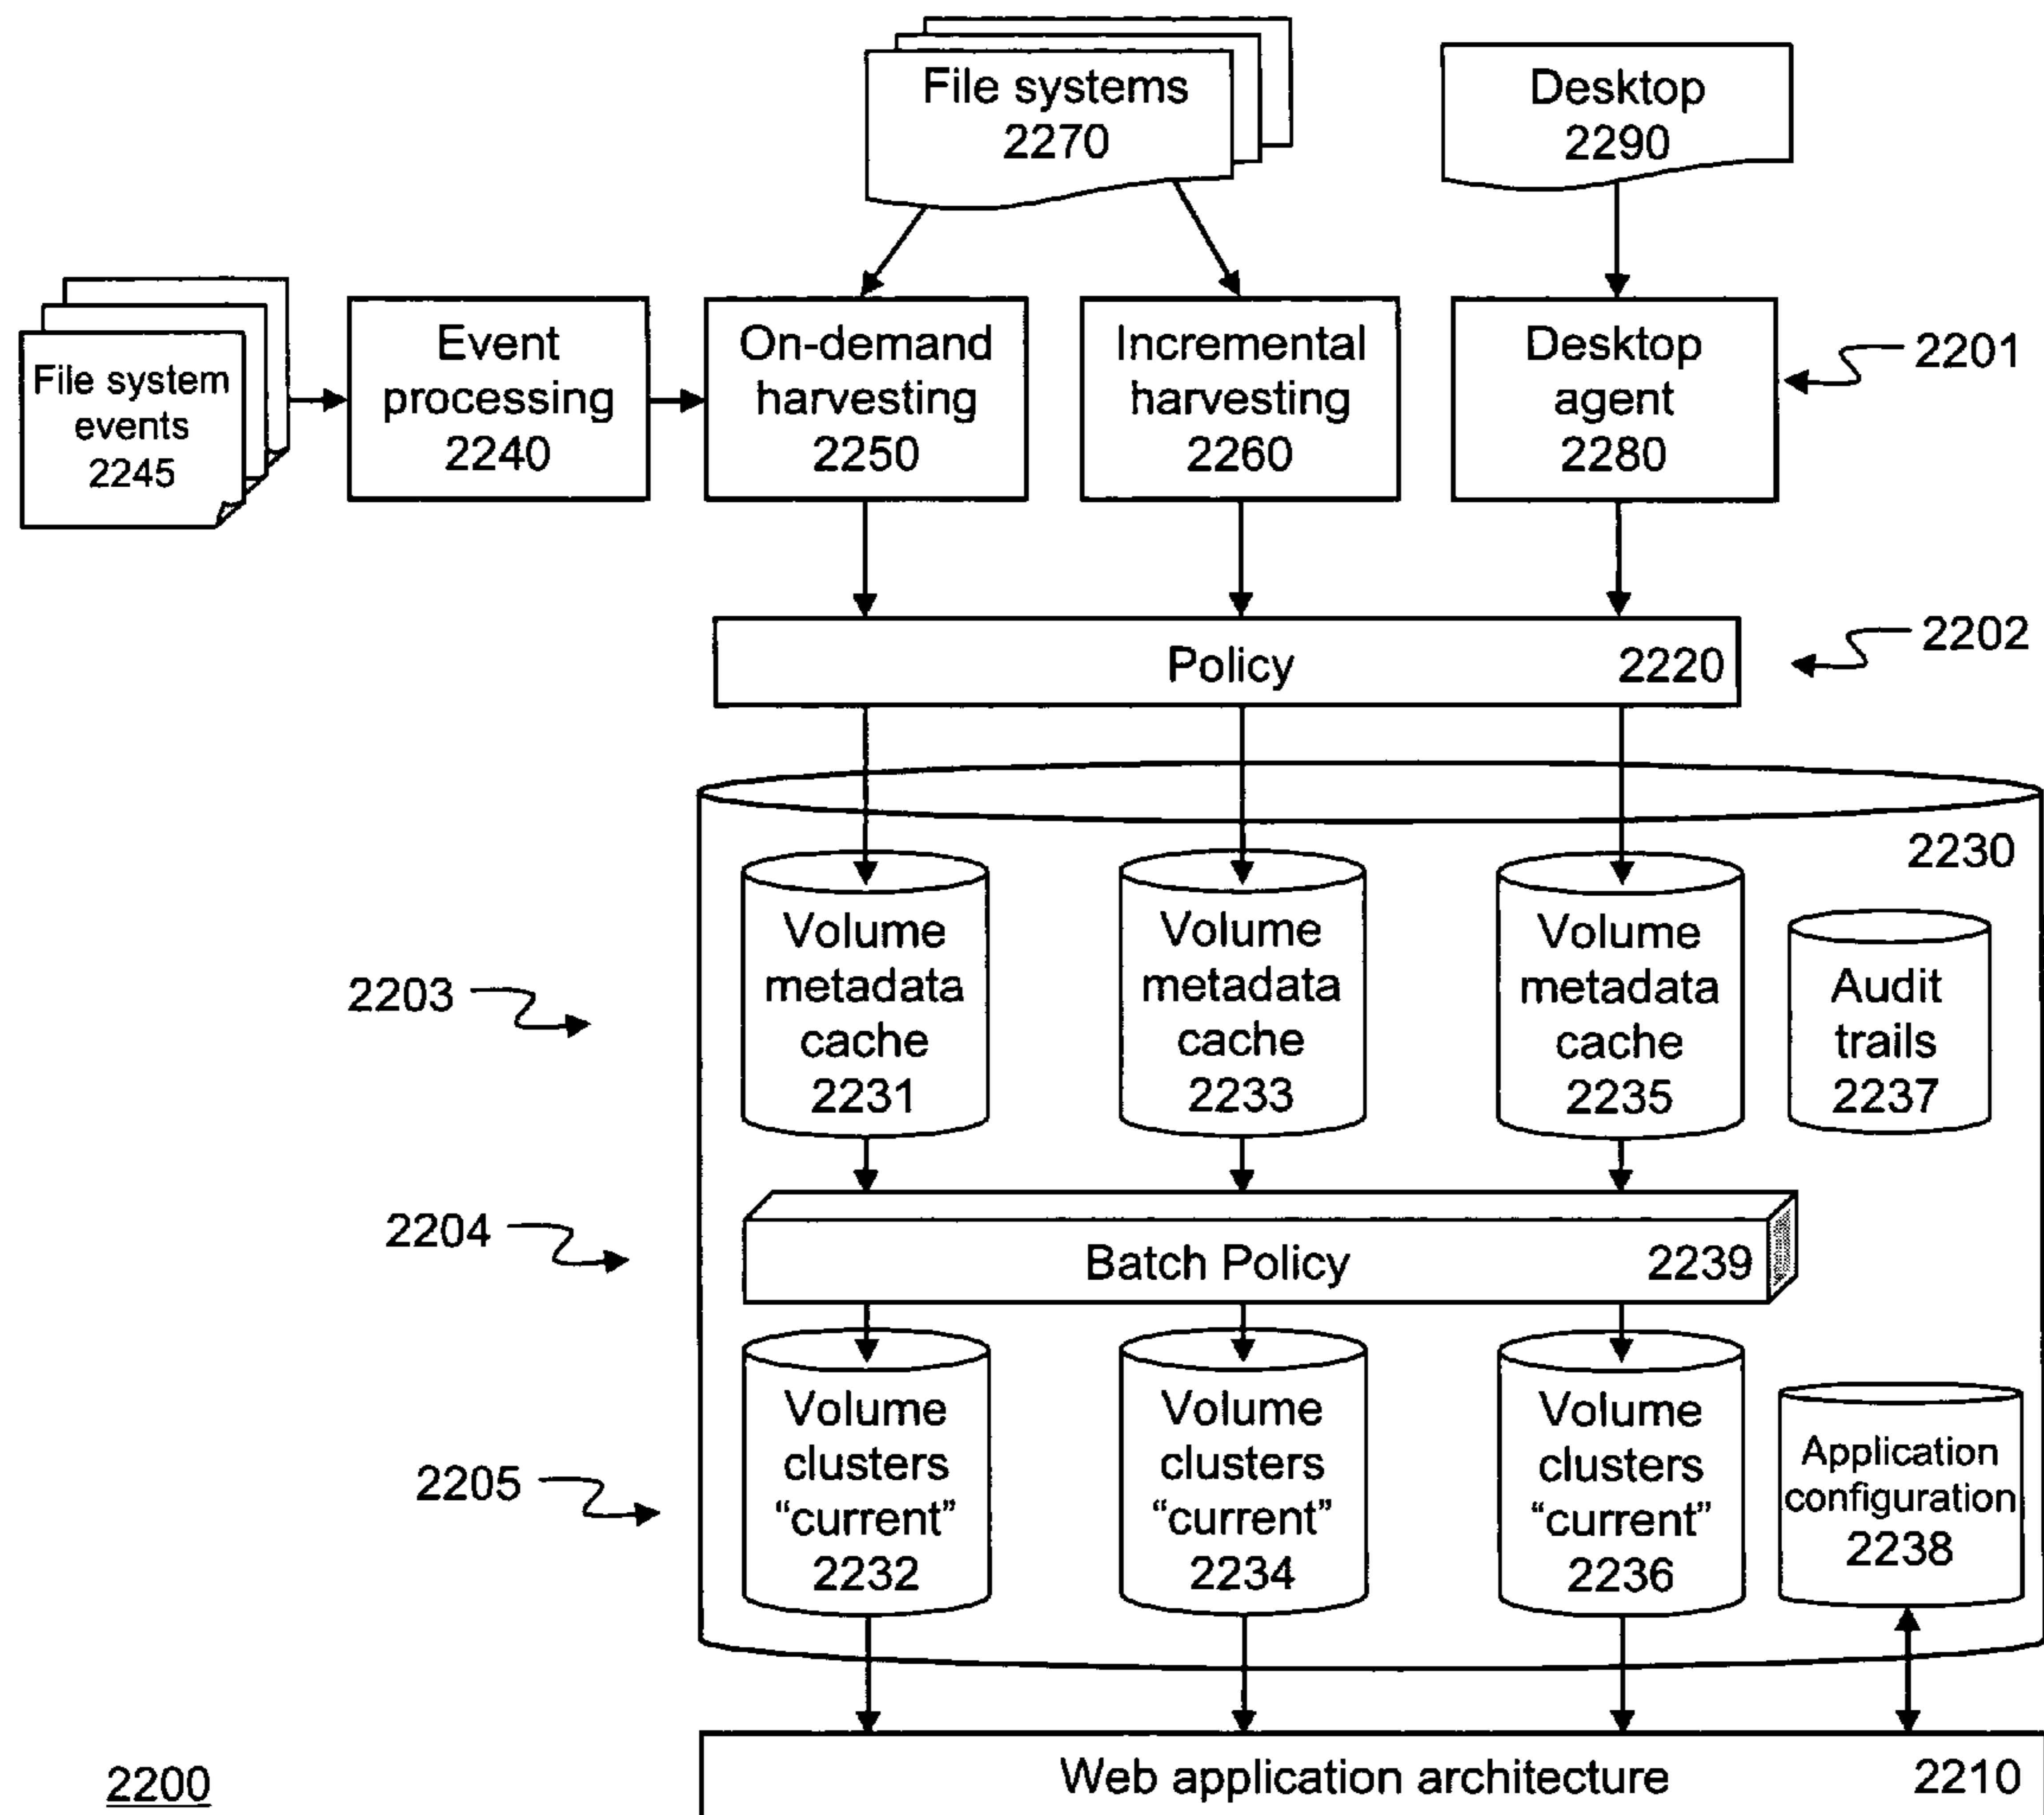 File systems
2270
Desktop
2290
File system
events
2245
Event
processing
2240
On-demand
harvesting
2250
Incremental
harvesting
2260
Desktop
agent
2280
2201
Policy
2220
2202
2230
Volume
metadata
cache
2231
Volume
metadata
cache
2233
Volume
metadata
cache
2235
Audit
trails
2237
2203
2204
Batch Policy
2239
Volume
clusters
“current”
2232
Volume
clusters
“current”
2234
Volume
clusters
“current”
2236
Application
configuration
2238
2205
2200
Web application architecture
2210